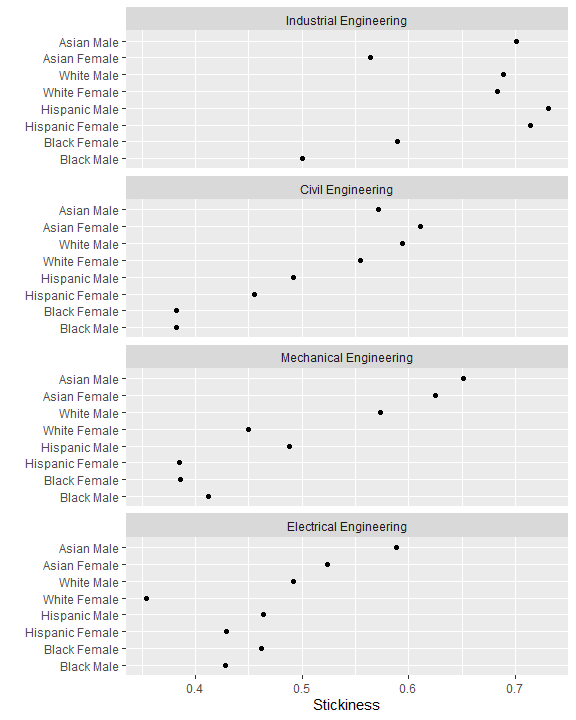 Industrial Engineering
Asian Male
Asian Female
White Male
White Female
Hispanic Male
Hispanic Female
Black Female
Black Male
Civil Engineering
Asian Male
Asian Female
White Male
White Female
Hispanic Male
Hispanic Female
Black Female
Black Male
Mechanical Engineering
Asian Male
Asian Female
White Male
White Female
Hispanic Male
Hispanic Female
Black Female
Black Male
Electrical Engineering
Asian Male
Asian Female
White Male
White Female
Hispanic Male
Hispanic Female
Black Female
Black Male
0.4 0.5 0.6 0.7
Stickiness